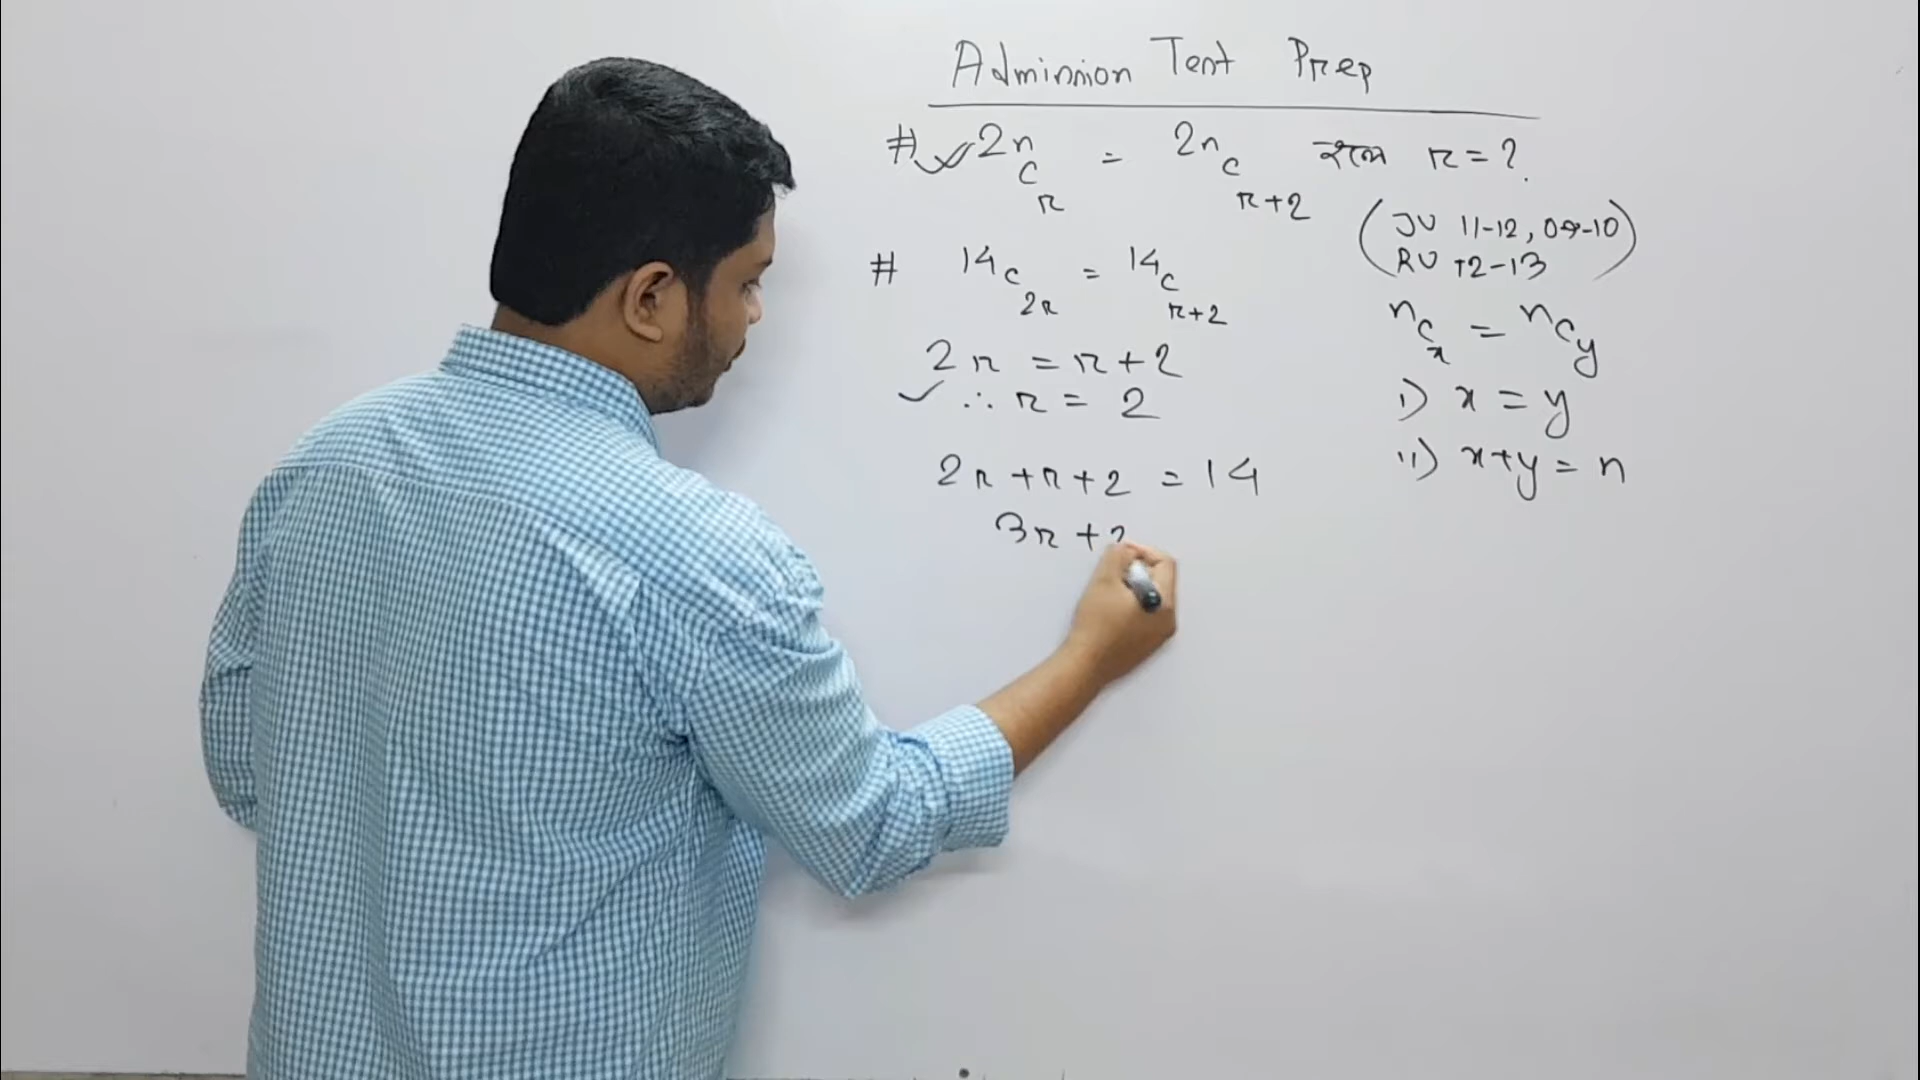 Admission Test Prep
# 2nCr = 2nCr+2 হলে r = ?
(JU 11-12, 09-10
RU 12-13)
# 14C2r = 14Cr+2
nCx = nCy
2r = r+2
∴ r = 2
i) x = y
ii) x+y = n
2r + r + 2 = 14
3r + 2